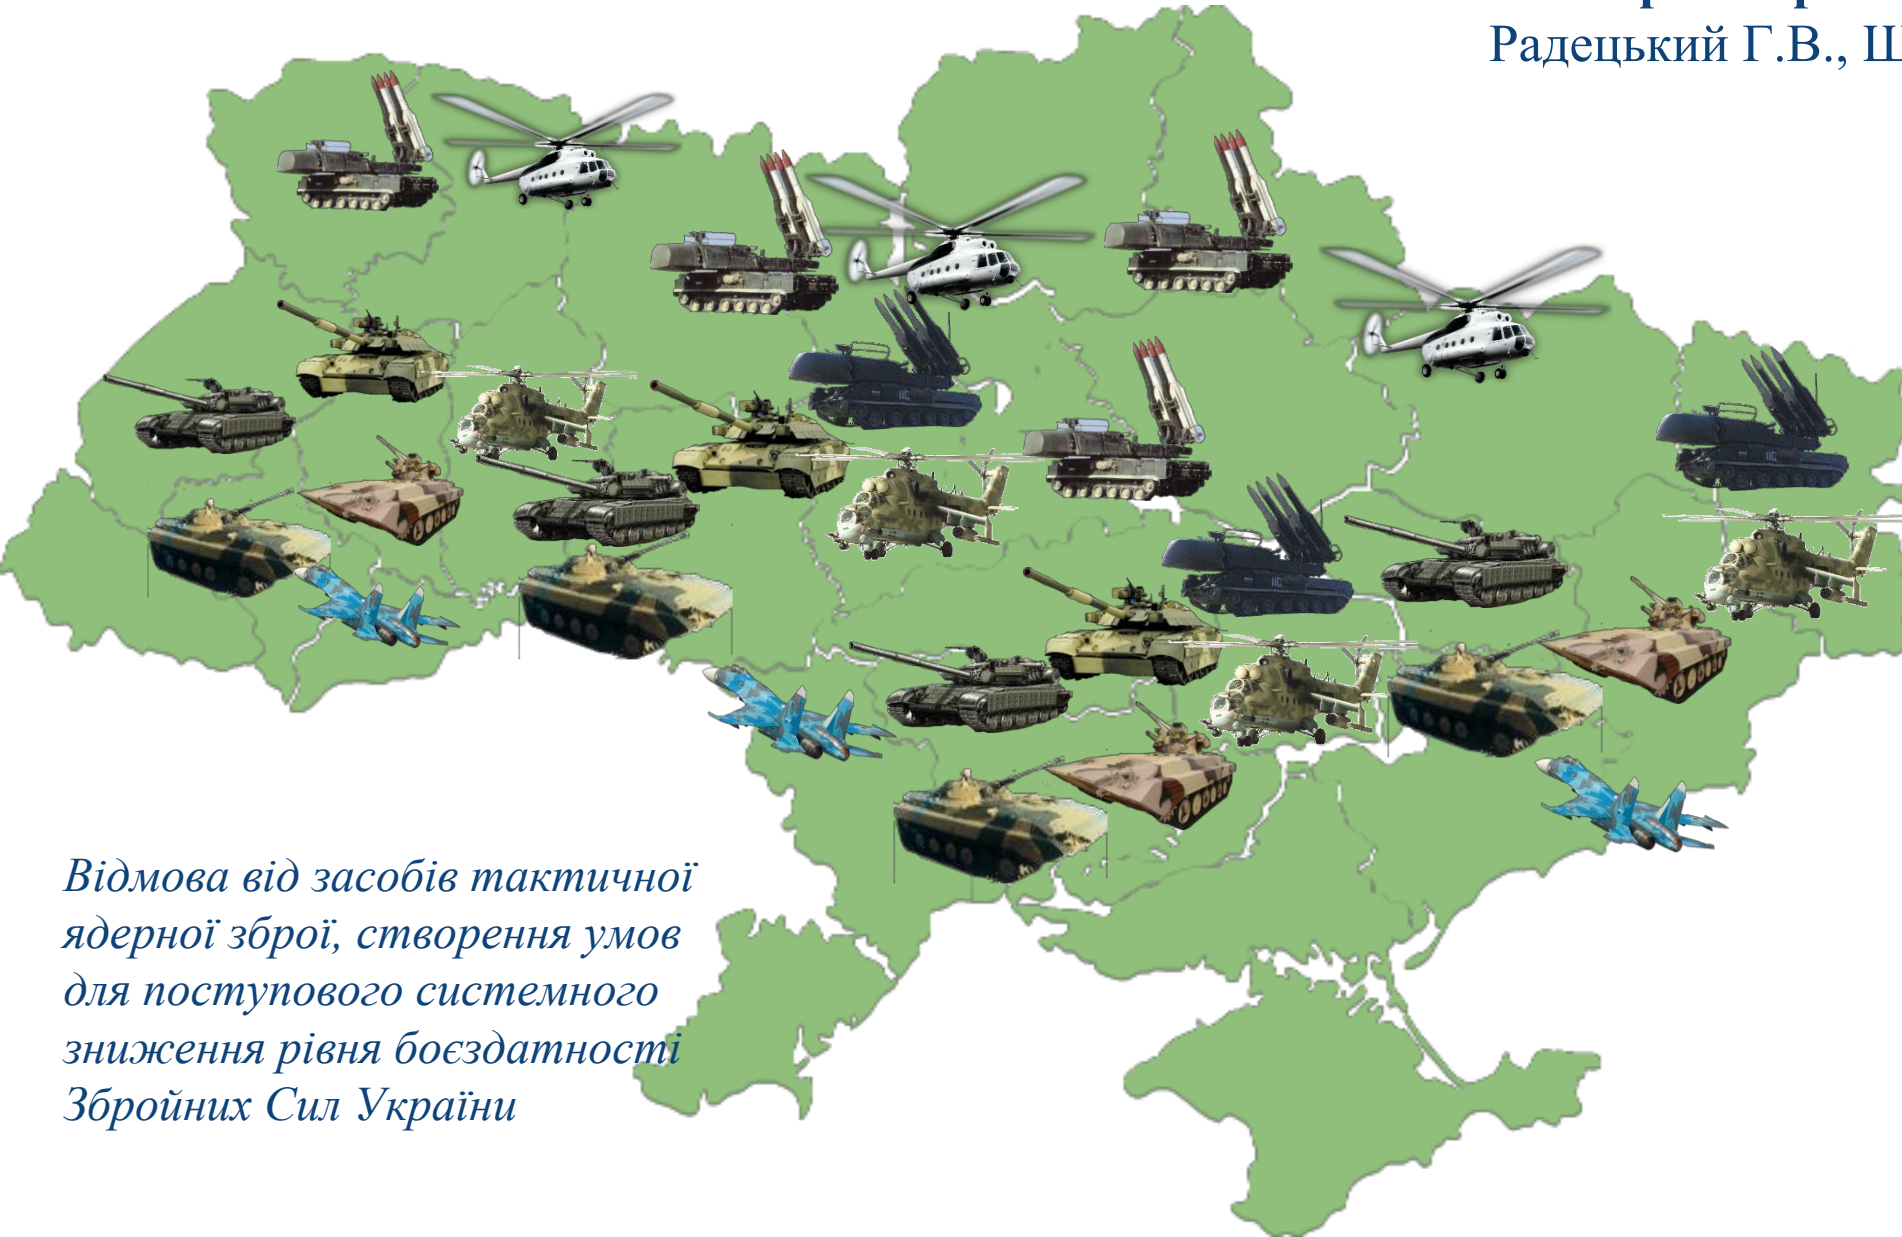 Радецький Г.В., Ш
Відмова від засобів тактичної
ядерної зброї, створення умов
для поступового системного
зниження рівня боєздатності
Збройних Сил України